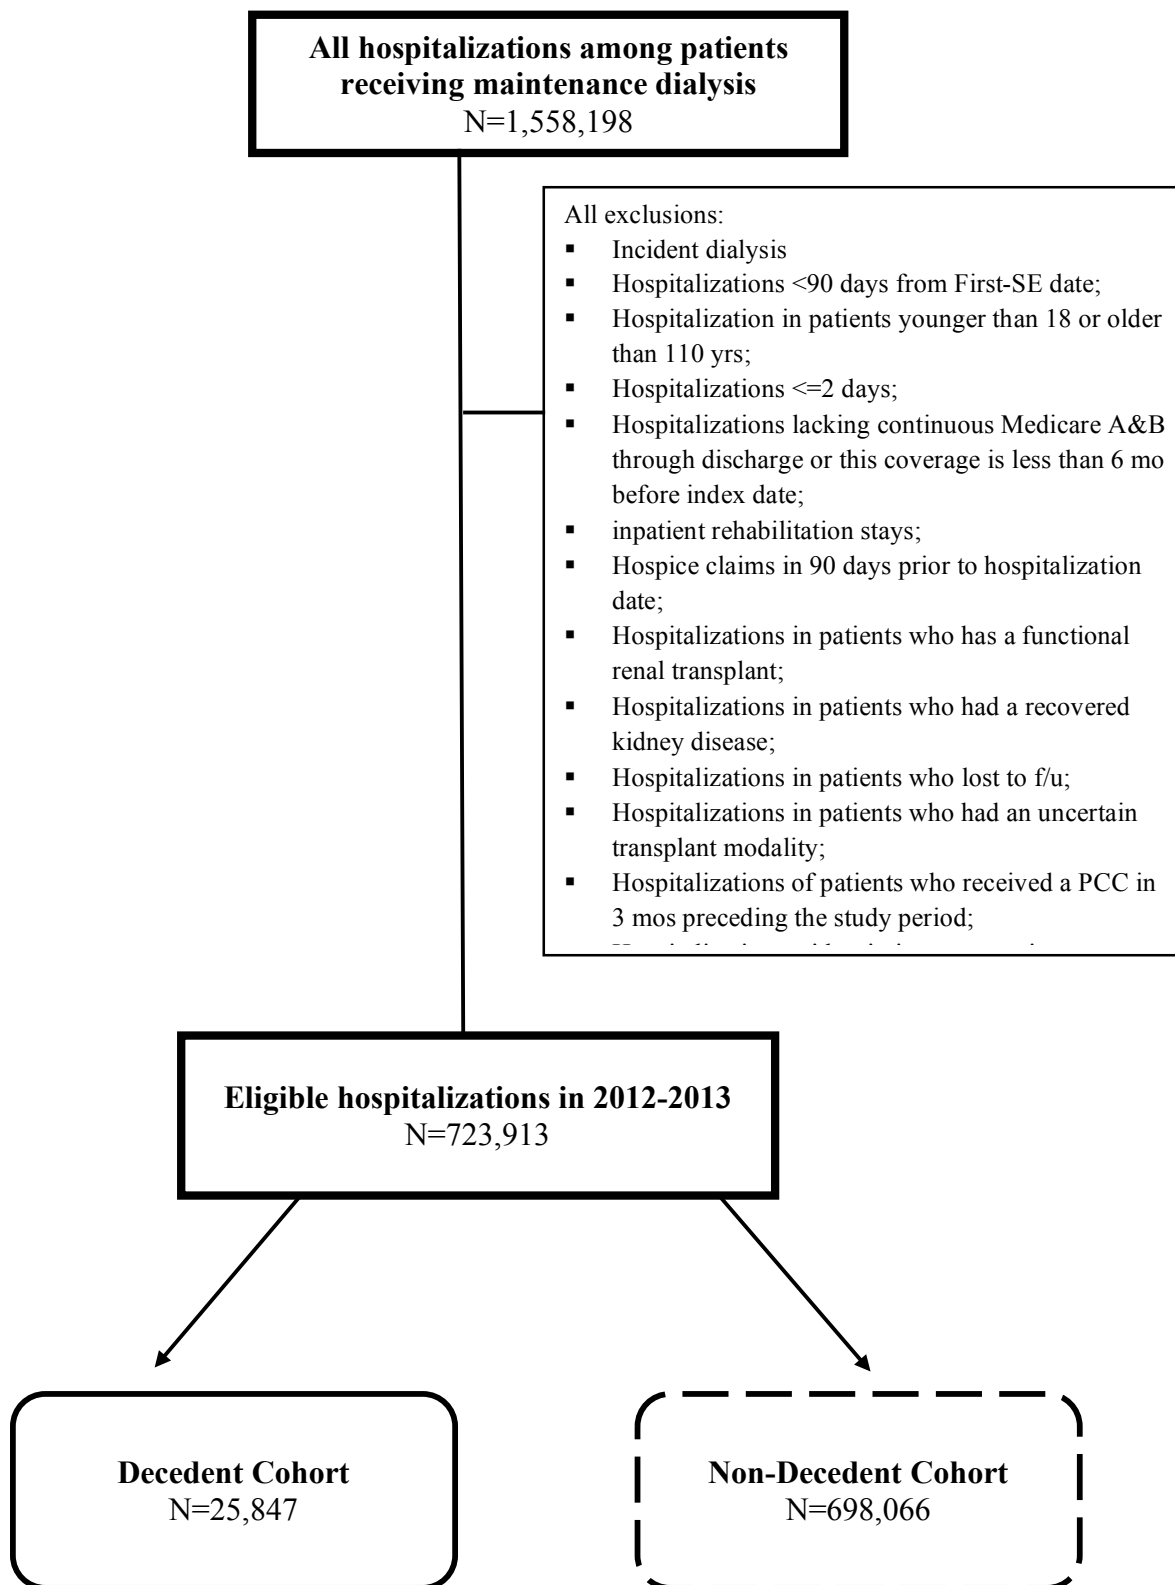 All hospitalizations among patients
receiving maintenance dialysis
N=1,558,198
All exclusions:
▪ Incident dialysis
▪ Hospitalizations <90 days from First-SE date;
▪ Hospitalization in patients younger than 18 or older
than 110 yrs;
▪ Hospitalizations <=2 days;
▪ Hospitalizations lacking continuous Medicare A&B
through discharge or this coverage is less than 6 mo
before index date;
▪ inpatient rehabilitation stays;
▪ Hospice claims in 90 days prior to hospitalization
date;
▪ Hospitalizations in patients who has a functional
renal transplant;
▪ Hospitalizations in patients who had a recovered
kidney disease;
▪ Hospitalizations in patients who lost to f/u;
▪ Hospitalizations in patients who had an uncertain
transplant modality;
▪ Hospitalizations of patients who received a PCC in
3 mos preceding the study period;
Eligible hospitalizations in 2012-2013
N=723,913
Decedent Cohort
N=25,847
Non-Decedent Cohort
N=698,066